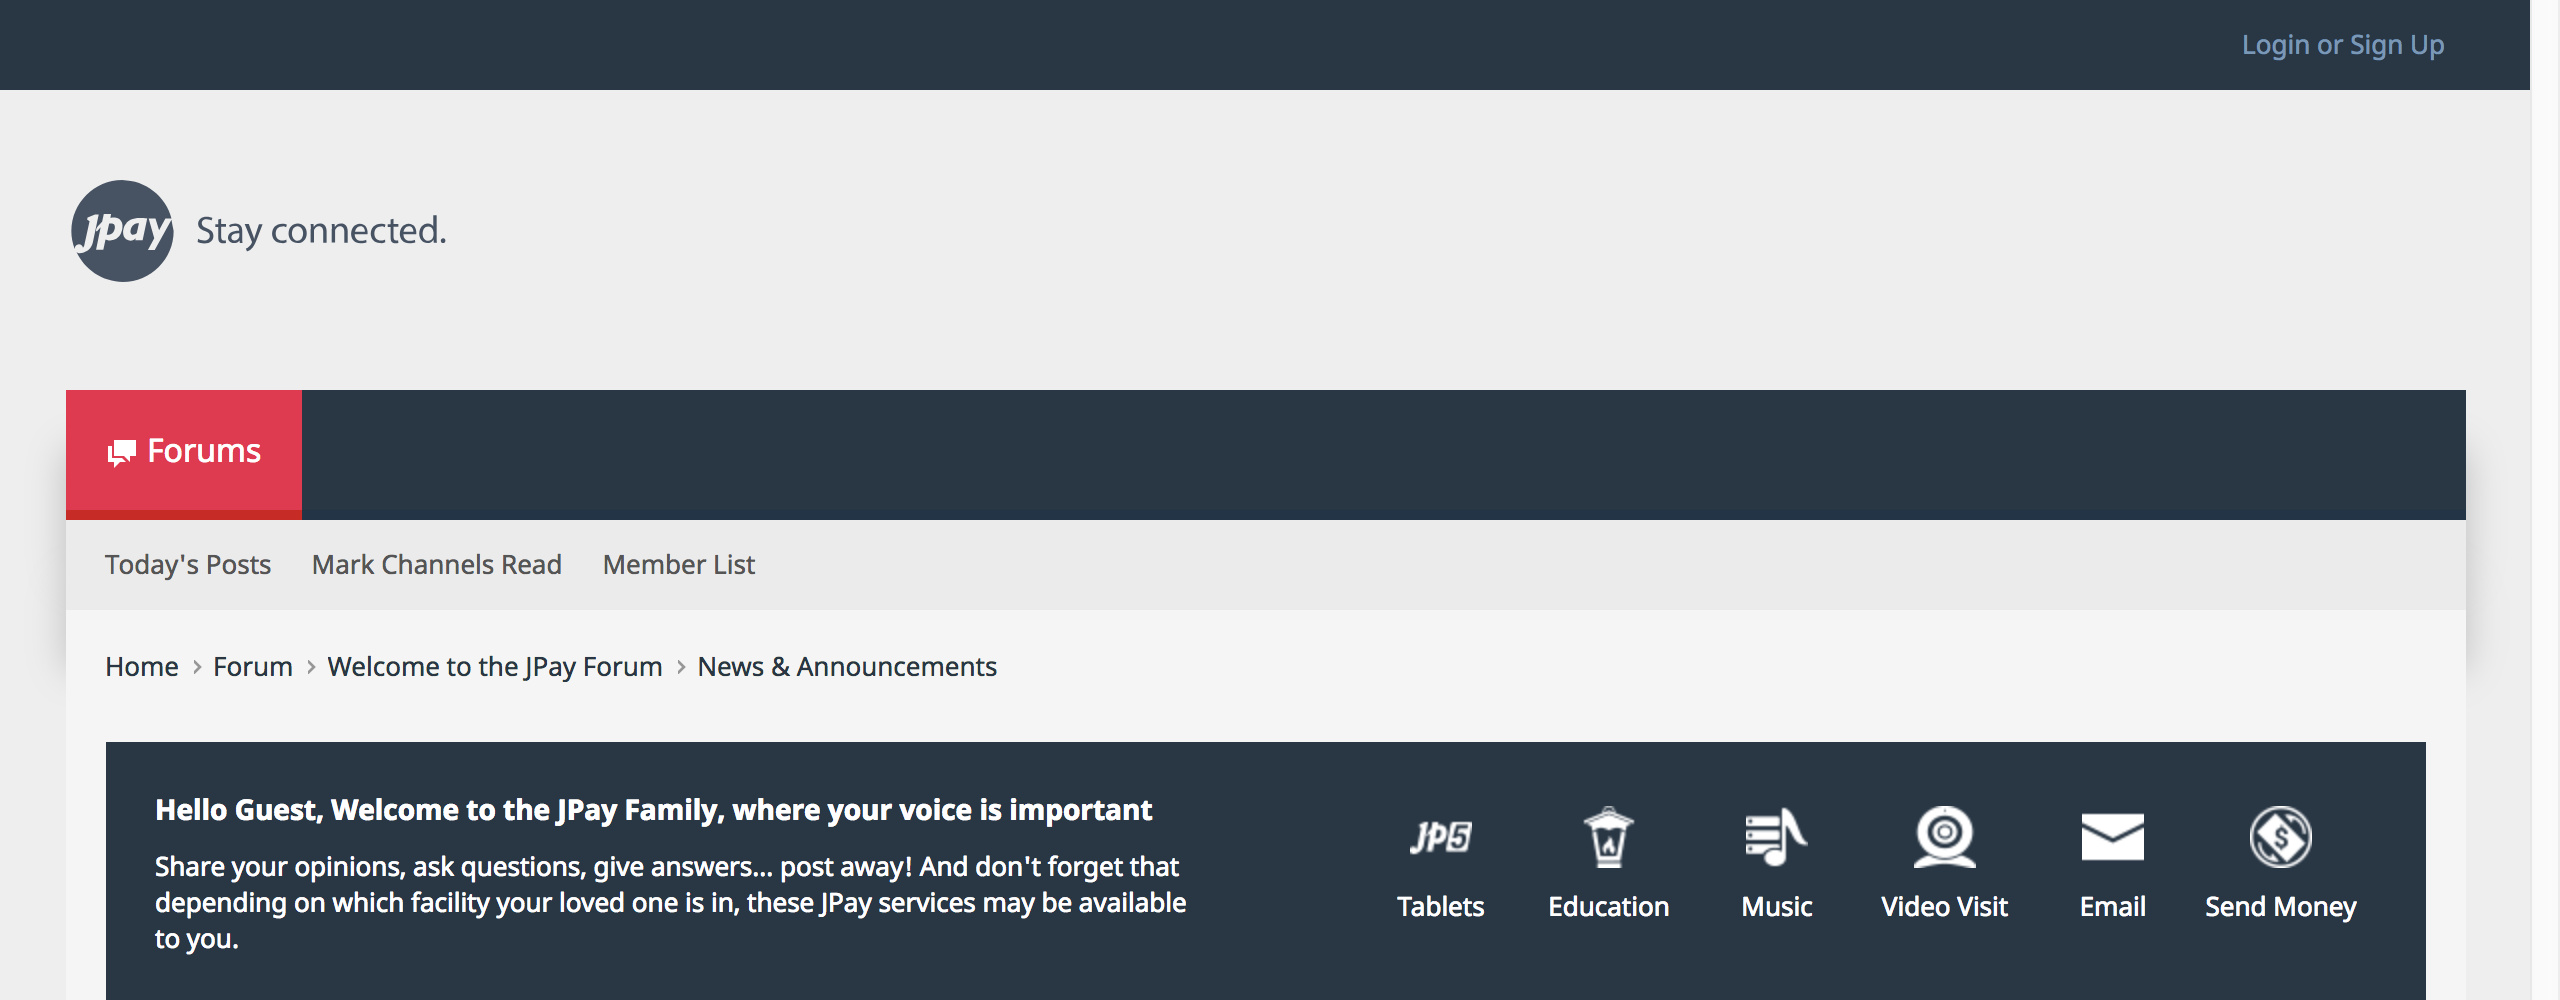 Login or Sign Up
Jpay Stay connected.
Forums
Today's Posts Mark Channels Read Member List
Home › Forum › Welcome to the JPay Forum › News & Announcements
Hello Guest, Welcome to the JPay Family, where your voice is important
Share your opinions, ask questions, give answers... post away! And don't forget that
depending on which facility your loved one is in, these JPay services may be available
to you.
JP5
$
Tablets Education Music Video Visit Email Send Money